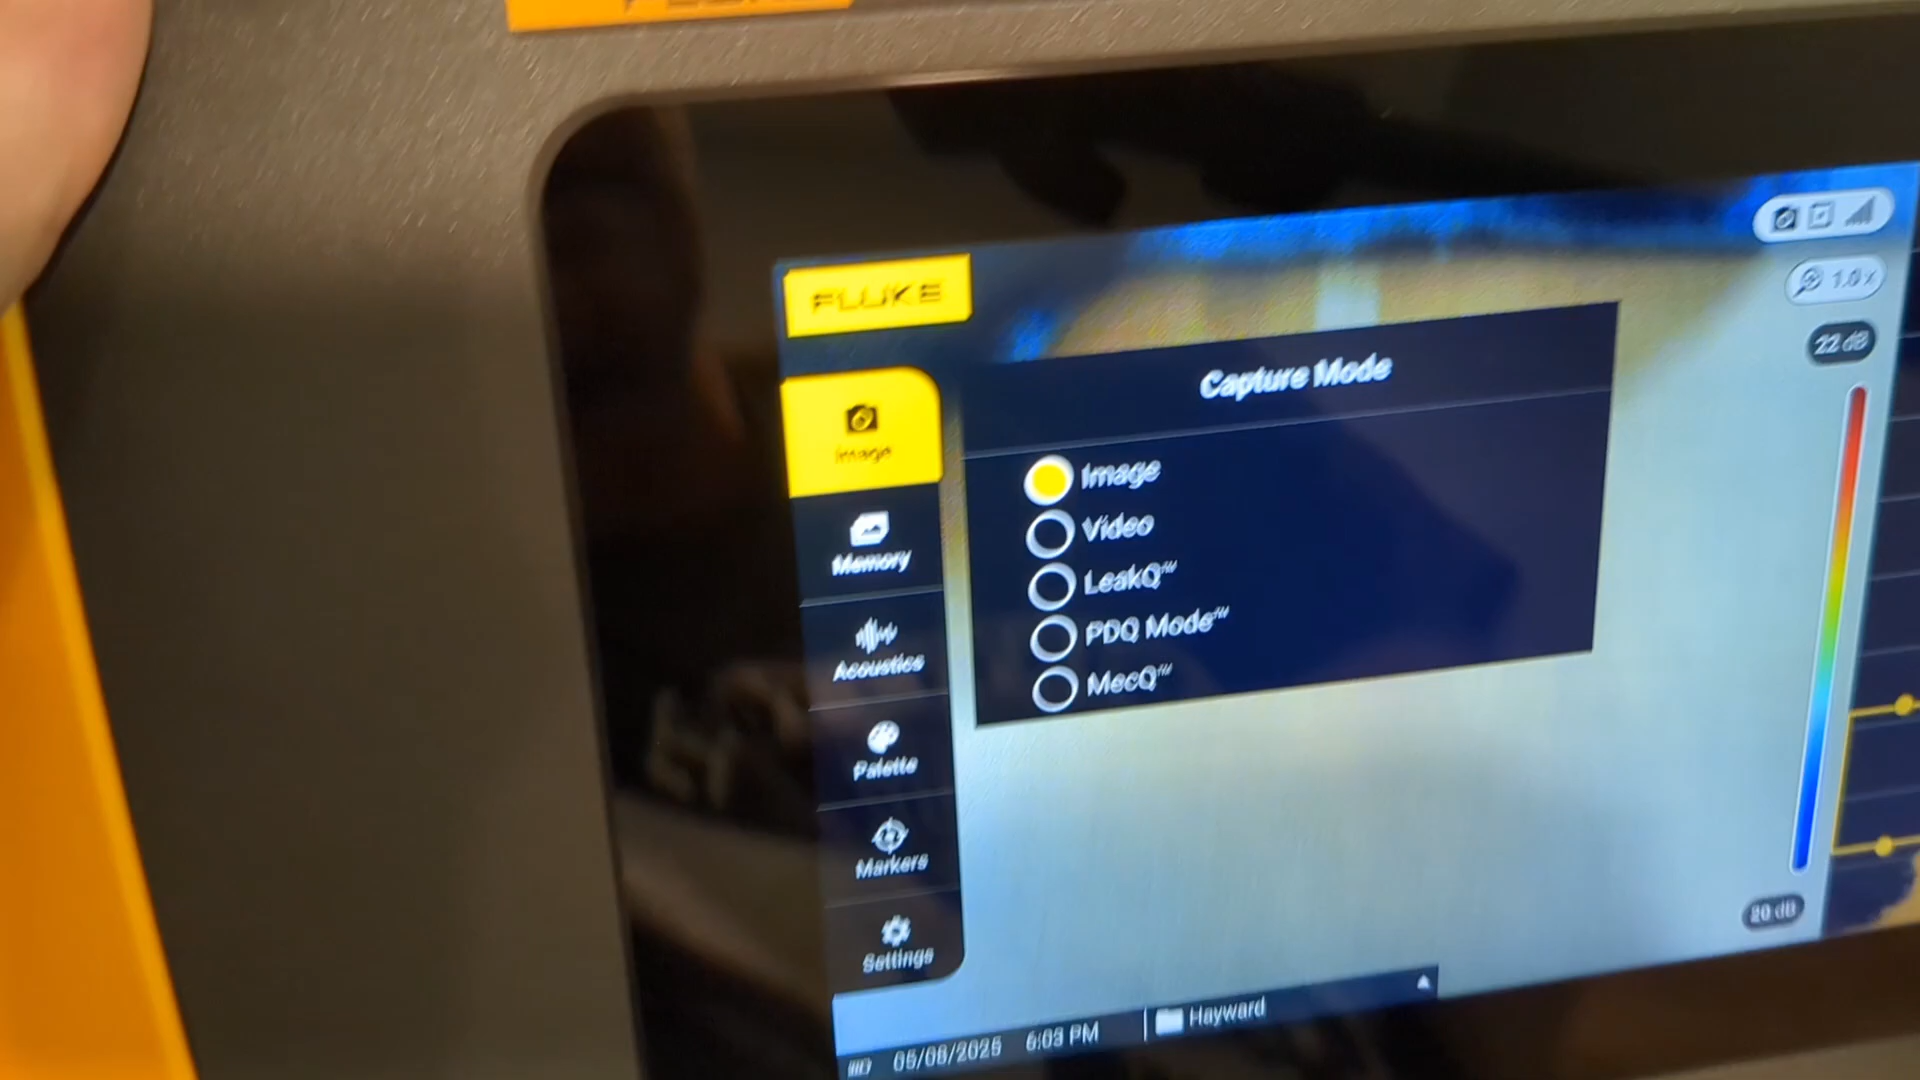 FLUKE
1.0x
22 dB
Capture Mode
Image
Image
Video
LeakQ™
PDQ Mode™
MecQ™
Memory
Acoustics
Palette
Markers
Settings
20 dB
05/08/2025 6:03 PM Hayward